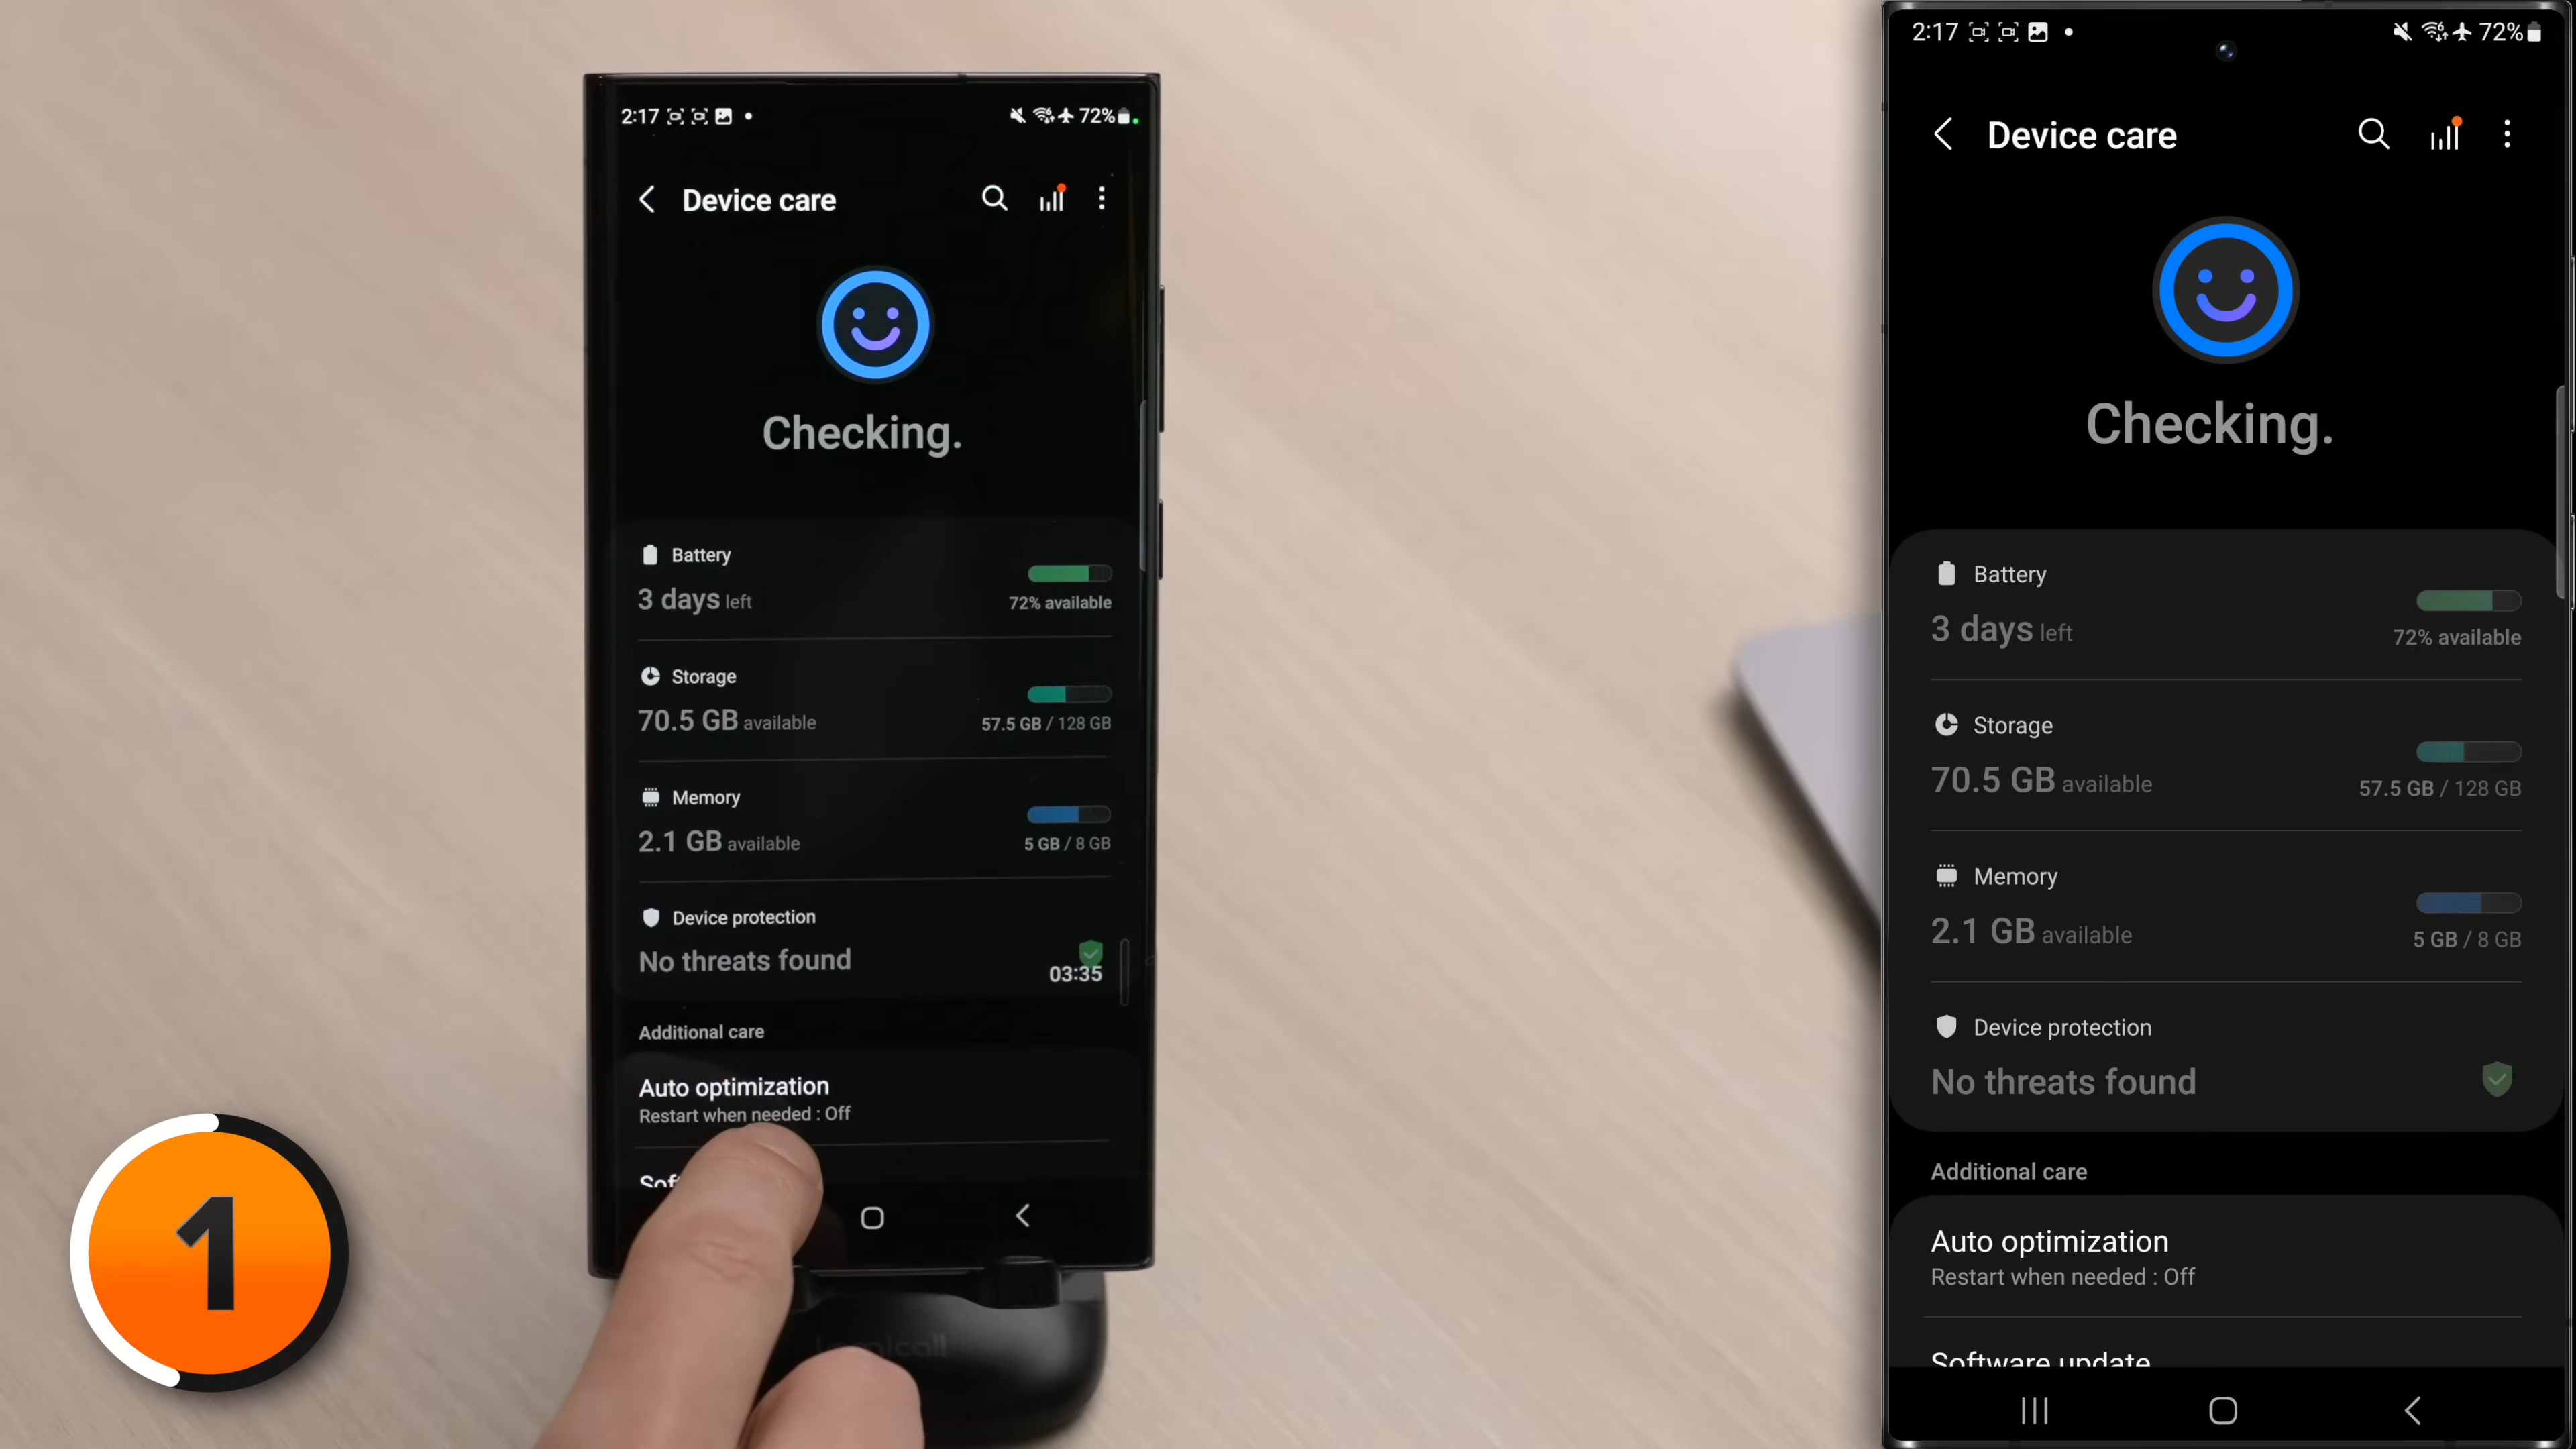 2:17
72%
Device care
Checking.
Battery
3 days left
72% available
Storage
70.5 GB available
57.5 GB / 128 GB
Memory
2.1 GB available
5 GB / 8 GB
Device protection
No threats found
03:35
Additional care
Auto optimization
Restart when needed : Off
1
2:17
72%
Device care
Checking.
Battery
3 days left
72% available
Storage
70.5 GB available
57.5 GB / 128 GB
Memory
2.1 GB available
5 GB / 8 GB
Device protection
No threats found
Additional care
Auto optimization
Restart when needed : Off
Software update